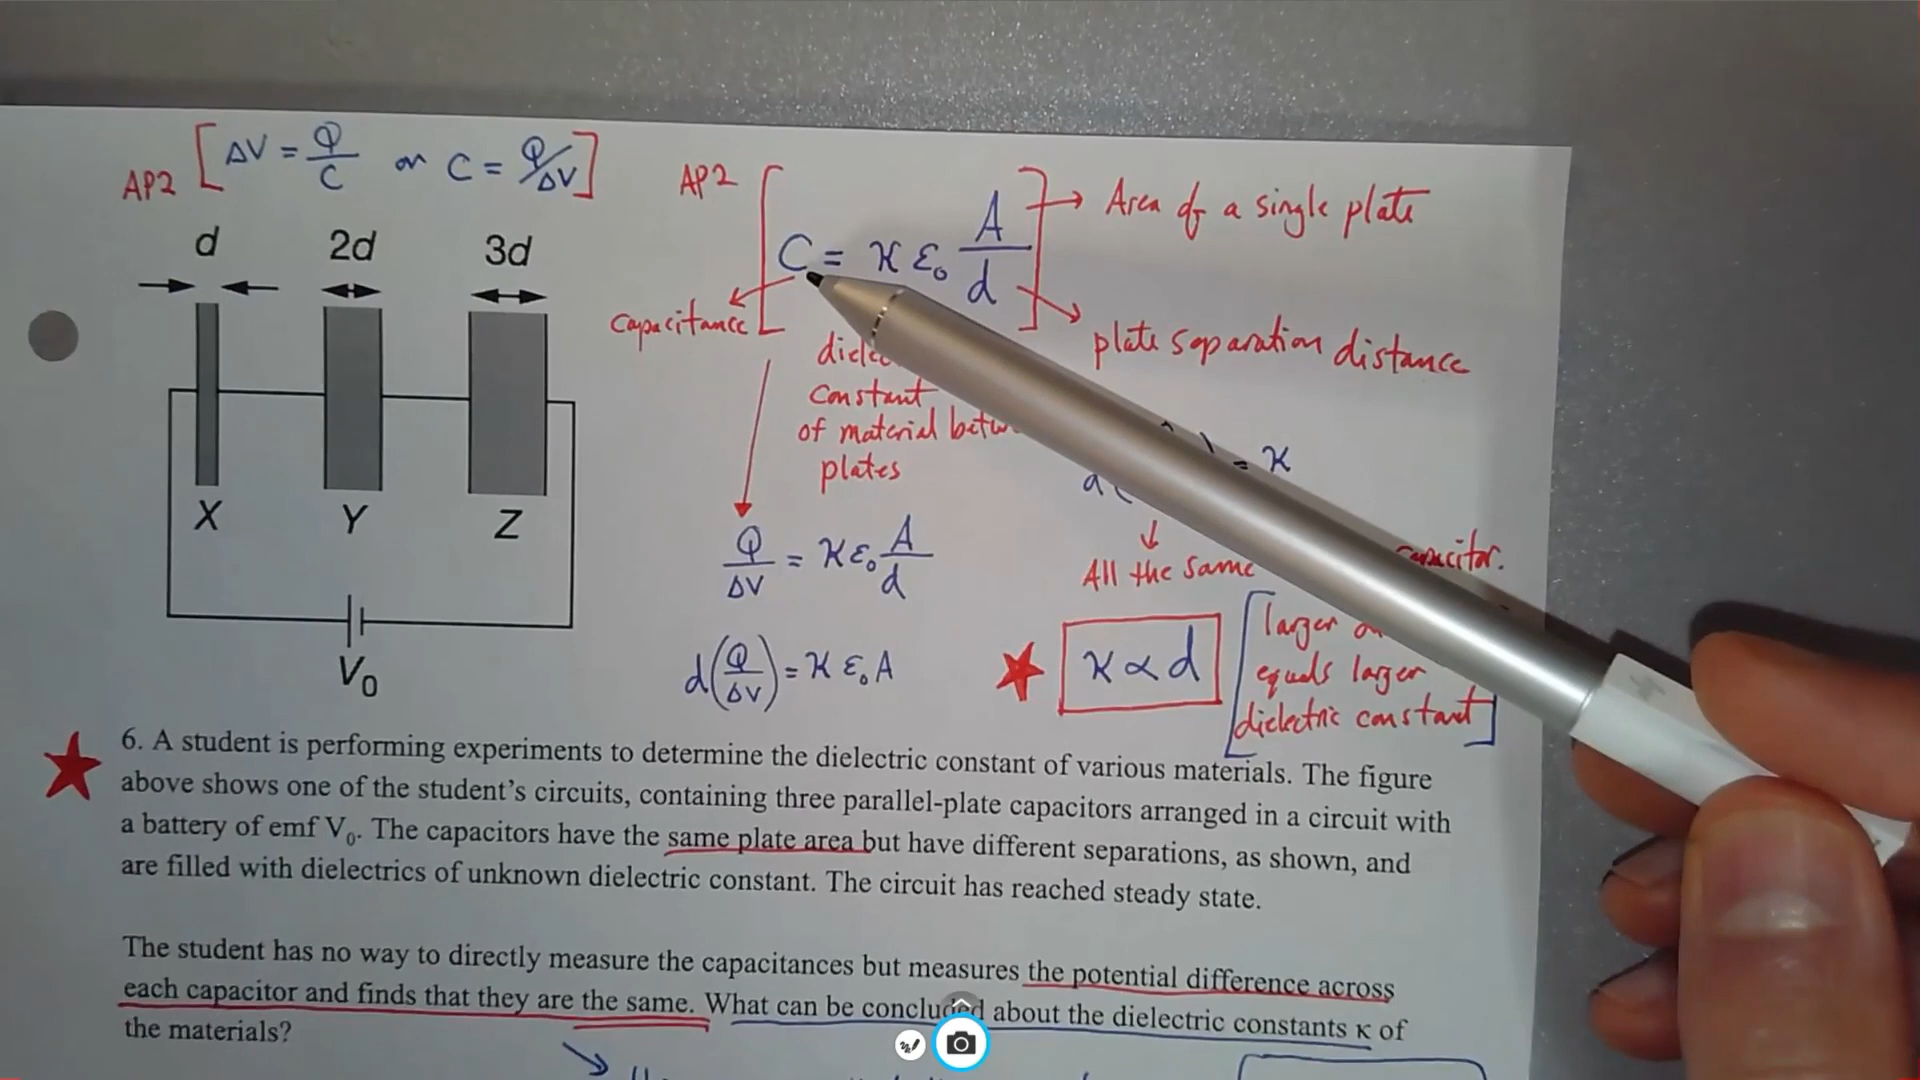 AP2 [ΔV = Q/C or C = Q/ΔV]
AP2 [C = κ ε₀ A/d]
→ Area of a single plate
d 2d 3d
capacitance
plate separation distance
constant
of material
plates
= κ
X Y Z
Q/ΔV = κ ε₀ A/d
All the same
capacitor.
V₀
d(Q/ΔV) = κ ε₀ A
κ ∝ d
[larger
equals larger
dielectric constant]
6. A student is performing experiments to determine the dielectric constant of various materials. The figure
above shows one of the student's circuits, containing three parallel-plate capacitors arranged in a circuit with
a battery of emf V₀. The capacitors have the same plate area but have different separations, as shown, and
are filled with dielectrics of unknown dielectric constant. The circuit has reached steady state.
The student has no way to directly measure the capacitances but measures the potential difference across
each capacitor and finds that they are the same. What can be concluded about the dielectric constants κ of
the materials?